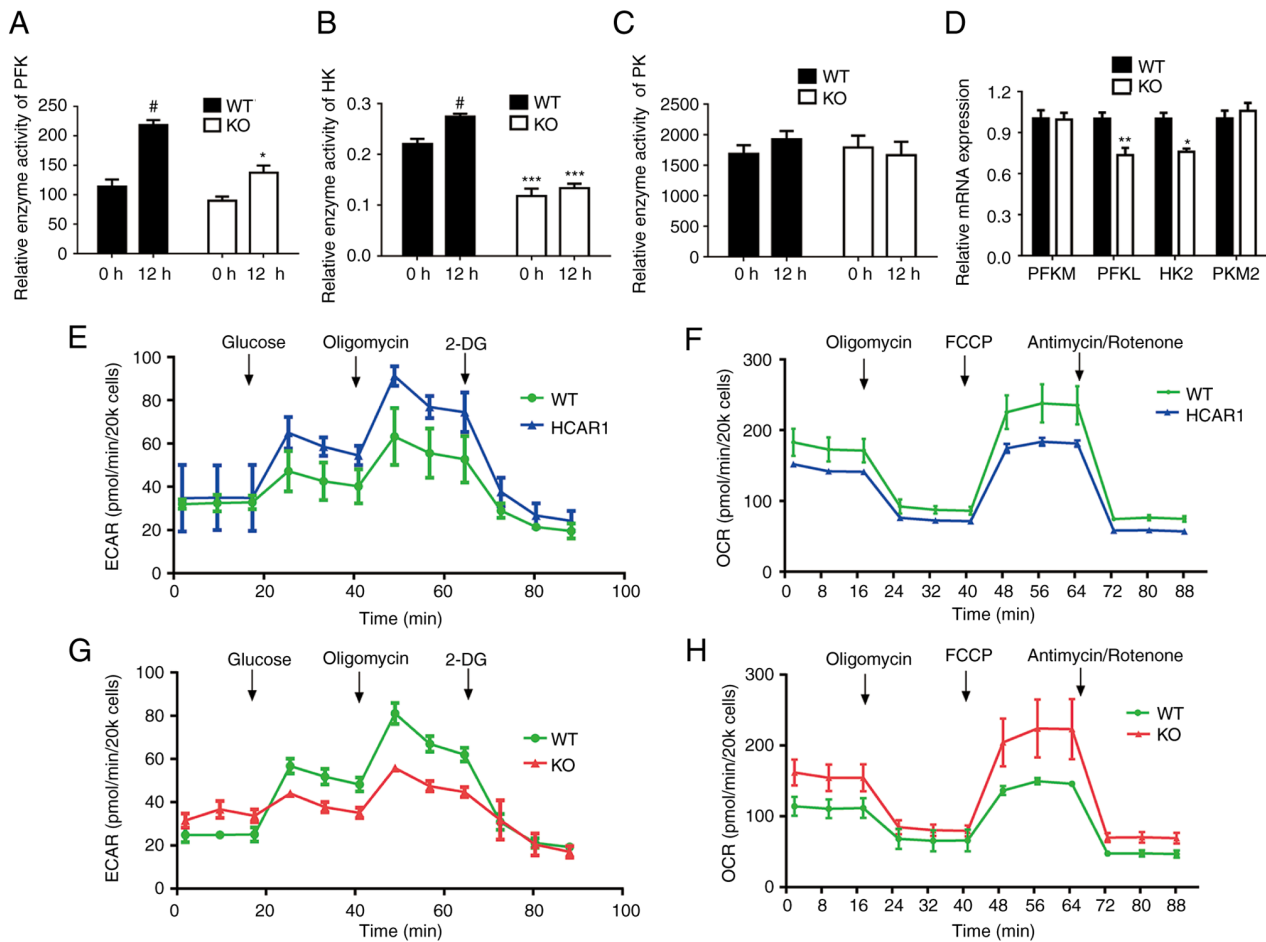 A
Relative enzyme activity of PFK
250
200
150
100
50
0
#
*
WT
KO
0 h 12 h 0 h 12 h
B
Relative enzyme activity of HK
0.3
0.2
0.1
0.0
#
*** ***
WT
KO
0 h 12 h 0 h 12 h
C
Relative enzyme activity of PK
2500
2000
1500
1000
500
0
WT
KO
0 h 12 h 0 h 12 h
D
Relative mRNA expression
1.2
0.9
0.6
0.3
0.0
WT
KO
**
*
PFKM PFKL HK2 PKM2
E
Glucose Oligomycin 2-DG
ECAR (pmol/min/20k cells)
100
80
60
40
20
0
WT
HCAR1
0 20 40 60 80 100
Time (min)
F
Oligomycin FCCP Antimycin/Rotenone
OCR (pmol/min/20k cells)
300
200
100
0
WT
HCAR1
0 8 16 24 32 40 48 56 64 72 80 88
Time (min)
G
Glucose Oligomycin 2-DG
ECAR (pmol/min/20k cells)
100
80
60
40
20
0
WT
KO
0 20 40 60 80 100
Time (min)
H
Oligomycin FCCP Antimycin/Rotenone
OCR (pmol/min/20k cells)
300
200
100
0
WT
KO
0 8 16 24 32 40 48 56 64 72 80 88
Time (min)